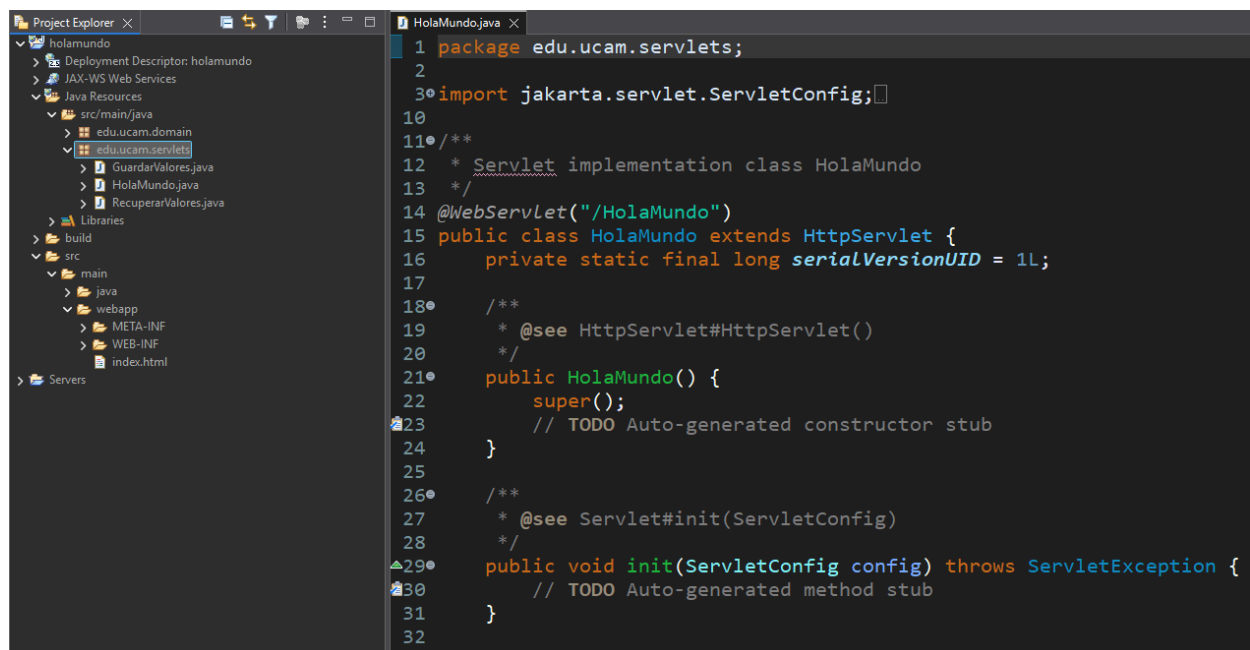 Project Explorer
holamundo
Deployment Descriptor: holamundo
JAX-WS Web Services
Java Resources
src/main/java
edu.ucam.domain
edu.ucam.servlets
GuardarValores.java
HolaMundo.java
RecuperarValores.java
Libraries
build
src
main
java
webapp
META-INF
WEB-INF
index.html
Servers
HolaMundo.java
1 package edu.ucam.servlets;
2
3 import jakarta.servlet.ServletConfig;
10
11 /**
12 * Servlet implementation class HolaMundo
13 */
14 @WebServlet("/HolaMundo")
15 public class HolaMundo extends HttpServlet {
16 private static final long serialVersionUID = 1L;
17
18 /**
19 * @see HttpServlet#HttpServlet()
20 */
21 public HolaMundo() {
22 super();
23 // TODO Auto-generated constructor stub
24 }
25
26 /**
27 * @see Servlet#init(ServletConfig)
28 */
29 public void init(ServletConfig config) throws ServletException {
30 // TODO Auto-generated method stub
31 }
32